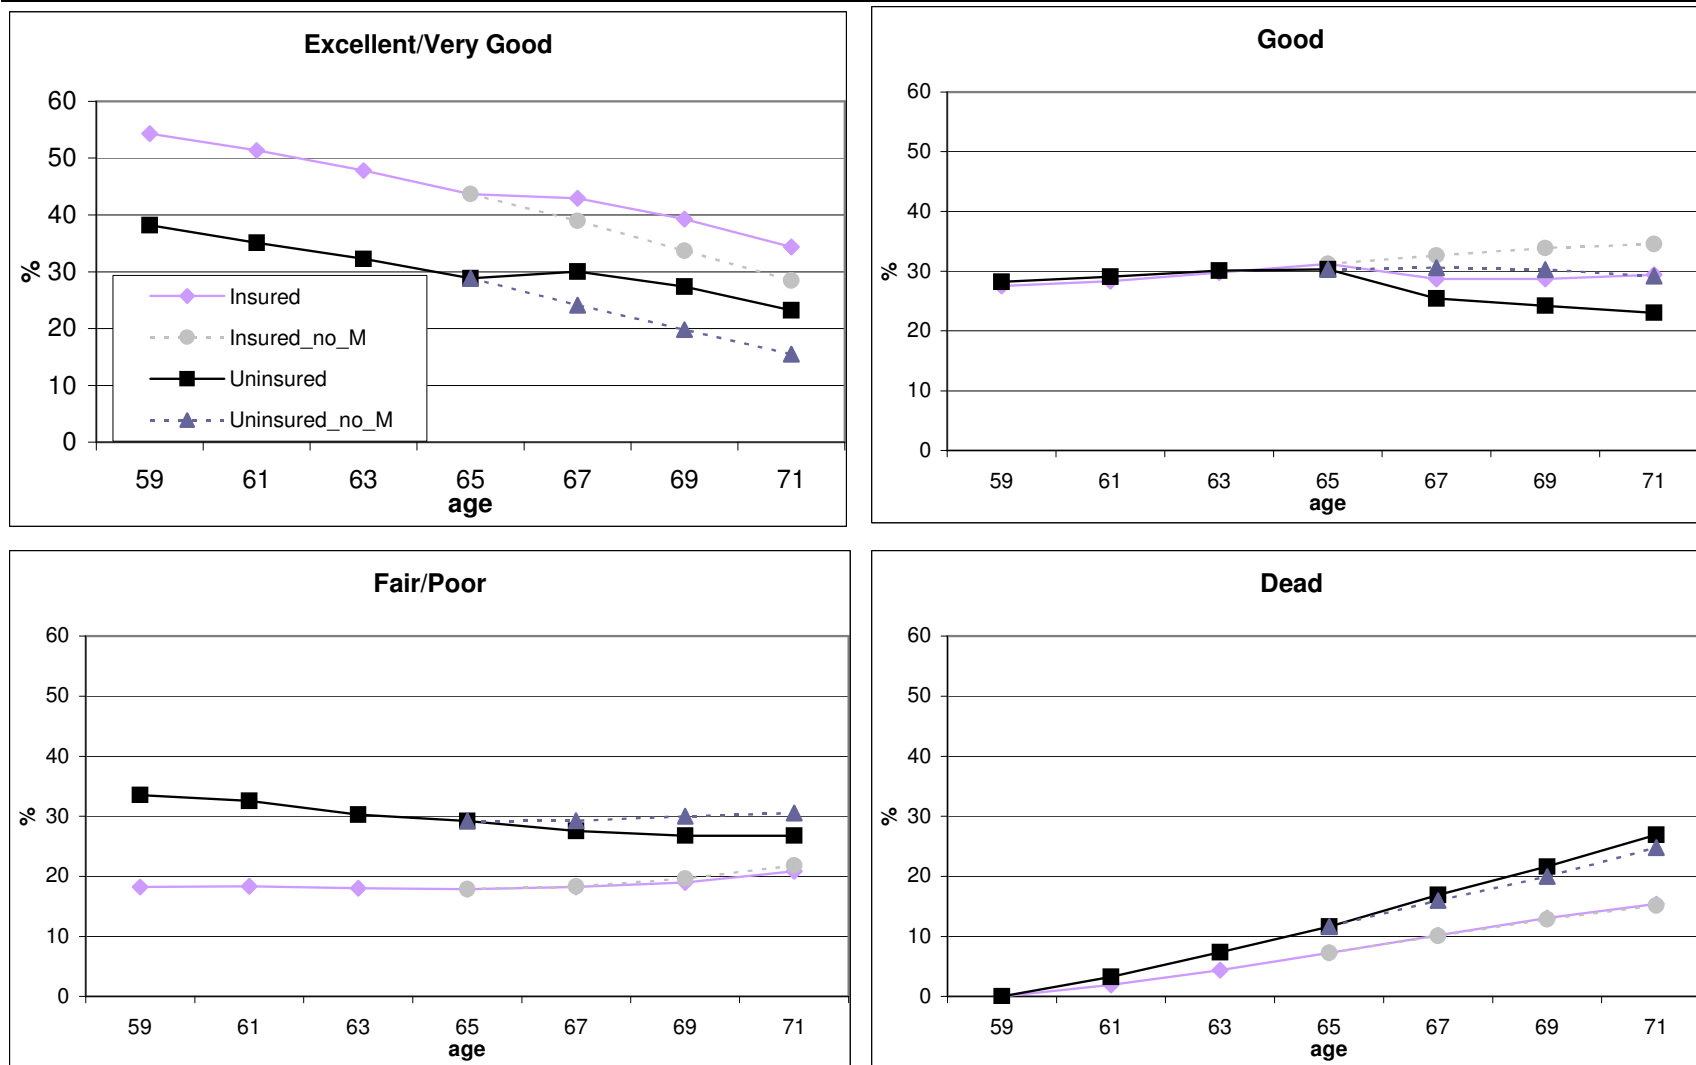 Excellent/Very Good
60
50
40
30
20
10
0
%
Insured
Insured_no_M
Uninsured
Uninsured_no_M
59 61 63 65 67 69 71
age
Good
60
50
40
30
20
10
0
%
59 61 63 65 67 69 71
age
Fair/Poor
60
50
40
30
20
10
0
%
59 61 63 65 67 69 71
age
Dead
60
50
40
30
20
10
0
%
59 61 63 65 67 69 71
age